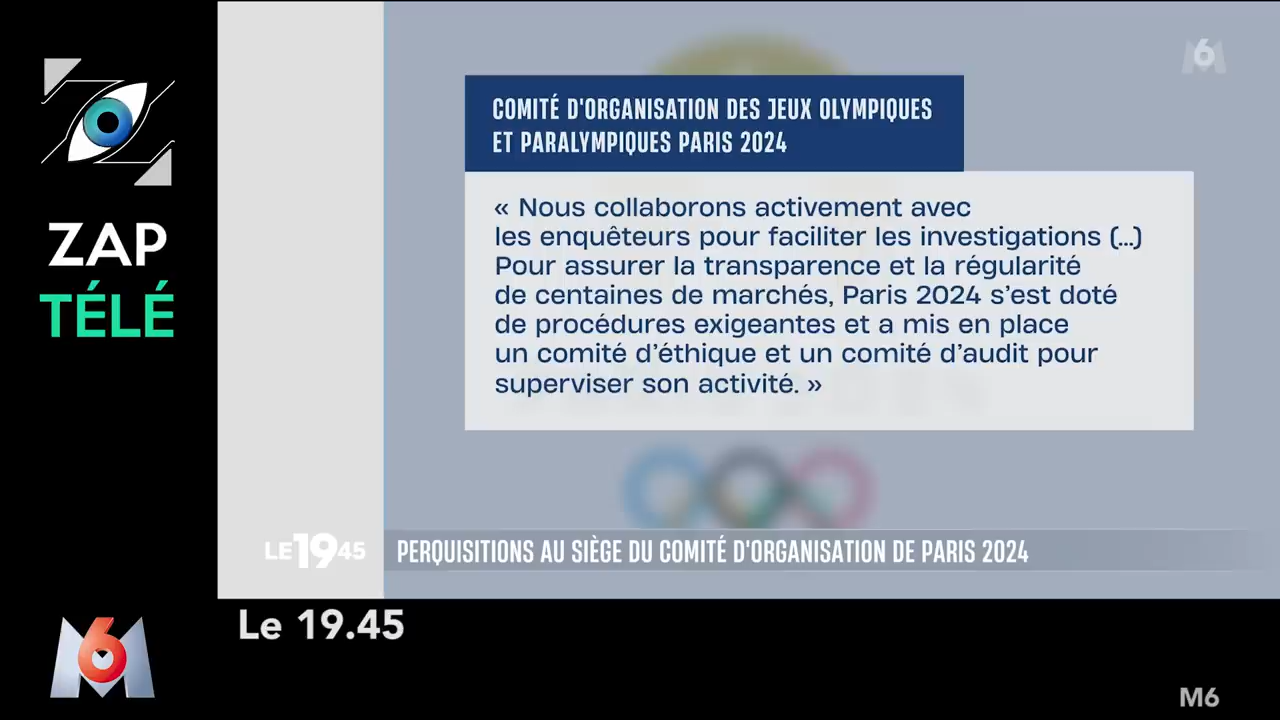 M6
COMITÉ D'ORGANISATION DES JEUX OLYMPIQUES
ET PARALYMPIQUES PARIS 2024
« Nous collaborons activement avec
les enquêteurs pour faciliter les investigations (...)
Pour assurer la transparence et la régularité
de centaines de marchés, Paris 2024 s’est doté
de procédures exigeantes et a mis en place
un comité d’éthique et un comité d’audit pour
superviser son activité. »
ZAP
TÉLÉ
LE 19 45
PERQUISITIONS AU SIÈGE DU COMITÉ D'ORGANISATION DE PARIS 2024
Le 19.45
M6
M6